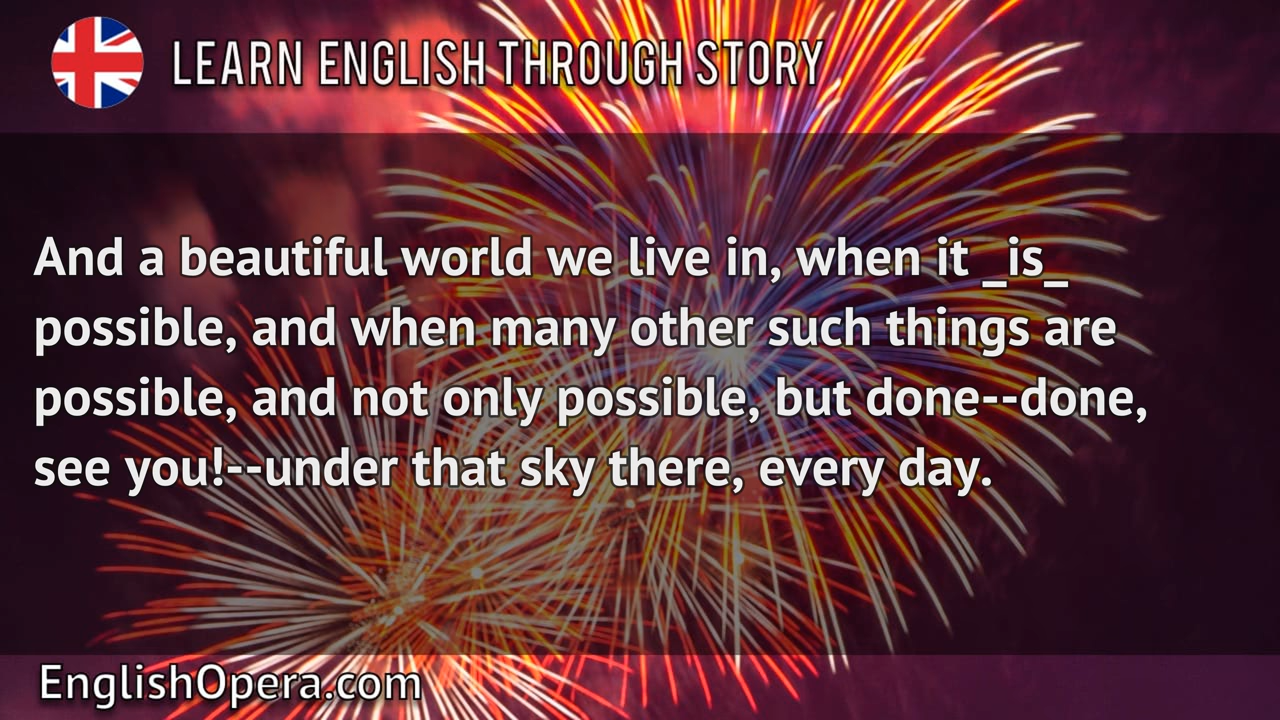 LEARN ENGLISH THROUGH STORY
And a beautiful world we live in, when it _is_
possible, and when many other such things are
possible, and not only possible, but done--done,
see you!--under that sky there, every day.
EnglishOpera.com